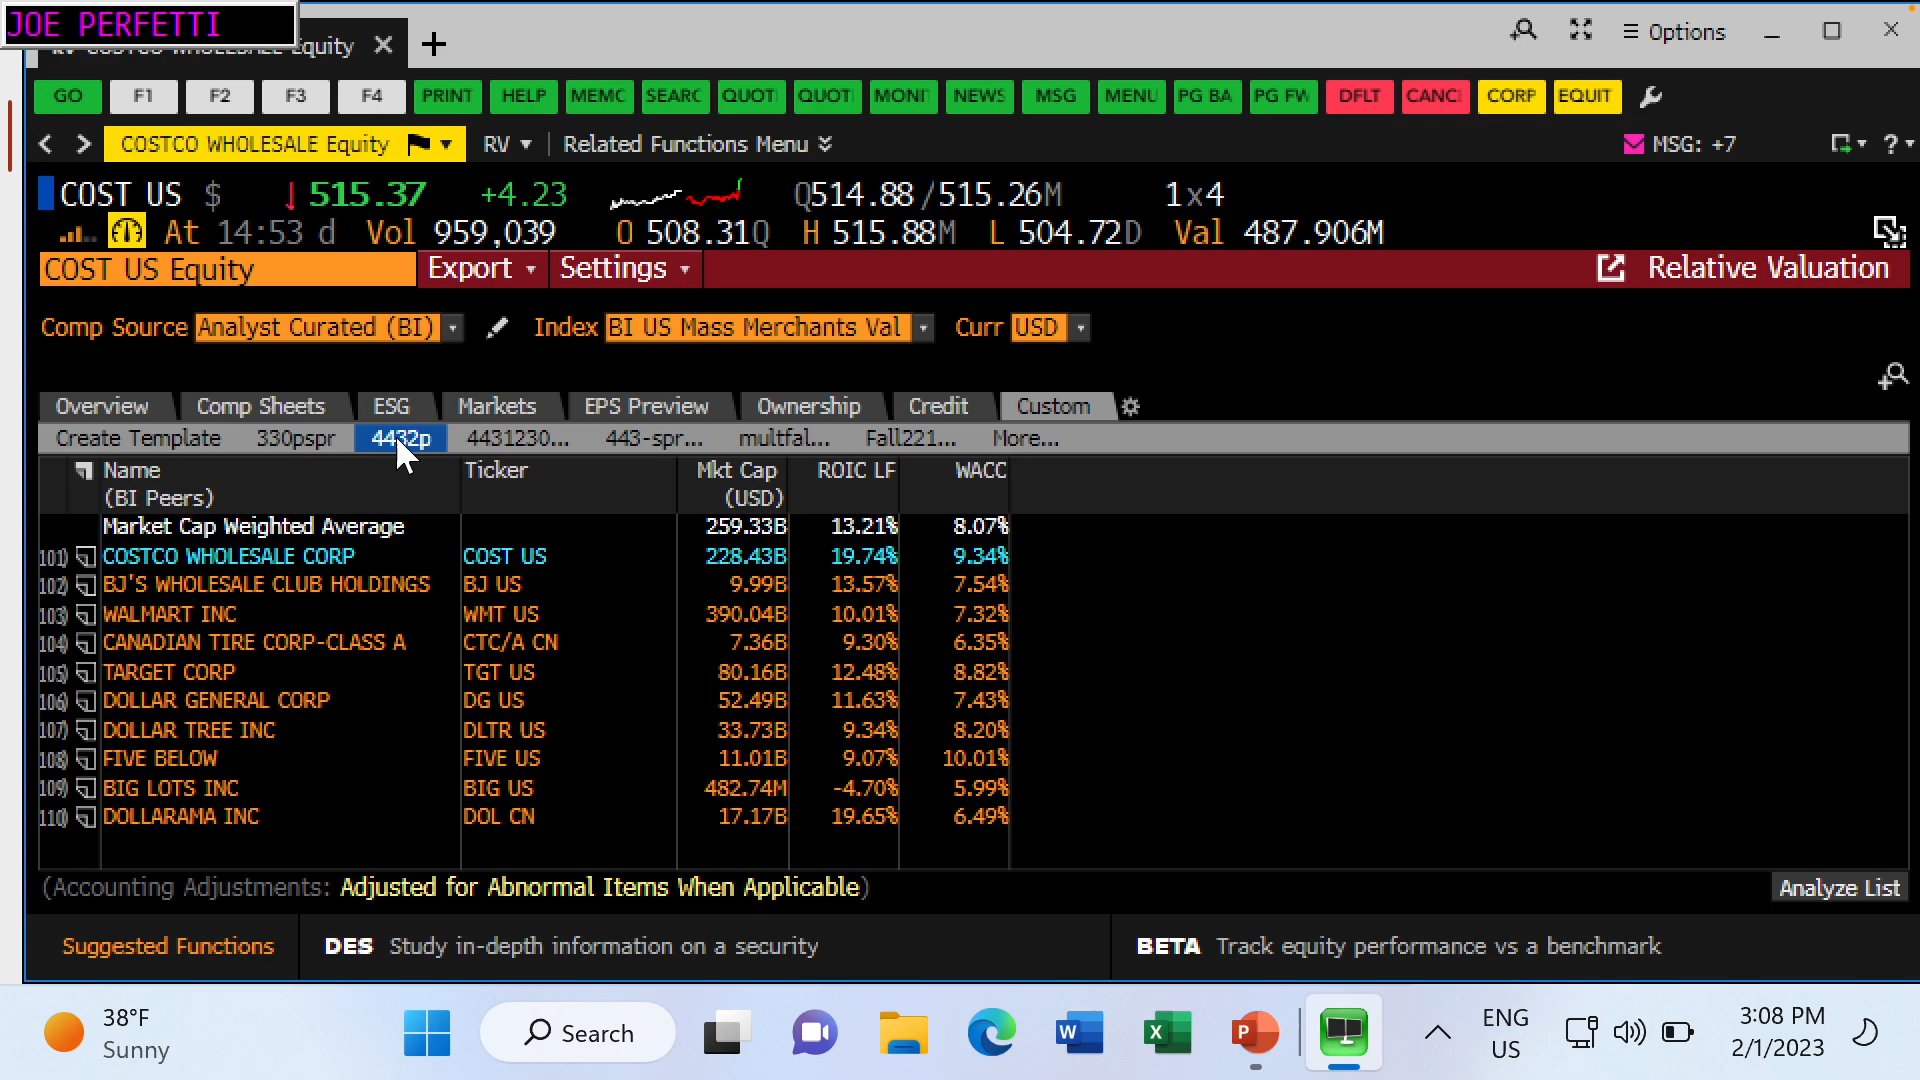 JOE PERFETTI
Equity
Options
GO F1 F2 F3 F4 PRINT HELP MEMC SEARC QUOT QUOT MONI NEWS MSG MENU PG BA PG FW DFLT CANC CORP EQUIT
COSTCO WHOLESALE Equity RV Related Functions Menu MSG: +7 ?
COST US $ 515.37 +4.23 Q514.88/515.26M 1x4
At 14:53 d Vol 959,039 O 508.31Q H 515.88M L 504.72D Val 487.906M
COST US Equity Export Settings Relative Valuation
Comp Source Analyst Curated (BI) Index BI US Mass Merchants Val Curr USD
Overview Comp Sheets ESG Markets EPS Preview Ownership Credit Custom
Create Template 330pspr 4432p 4431230... 443-spr... multfal... Fall221... More...
Name Ticker Mkt Cap ROIC LF WACC
(BI Peers) (USD)
Market Cap Weighted Average 259.33B 13.21% 8.07%
101) COSTCO WHOLESALE CORP COST US 228.43B 19.74% 9.34%
102) BJ'S WHOLESALE CLUB HOLDINGS BJ US 9.99B 13.57% 7.54%
103) WALMART INC WMT US 390.04B 10.01% 7.32%
104) CANADIAN TIRE CORP-CLASS A CTC/A CN 7.36B 9.30% 6.35%
105) TARGET CORP TGT US 80.16B 12.48% 8.82%
106) DOLLAR GENERAL CORP DG US 52.49B 11.63% 7.43%
107) DOLLAR TREE INC DLTR US 33.73B 9.34% 8.20%
108) FIVE BELOW FIVE US 11.01B 9.07% 10.01%
109) BIG LOTS INC BIG US 482.74M -4.70% 5.99%
110) DOLLARAMA INC DOL CN 17.17B 19.65% 6.49%
(Accounting Adjustments: Adjusted for Abnormal Items When Applicable) Analyze List
Suggested Functions DES Study in-depth information on a security BETA Track equity performance vs a benchmark
38°F
Sunny
Search
ENG
US
3:08 PM
2/1/2023